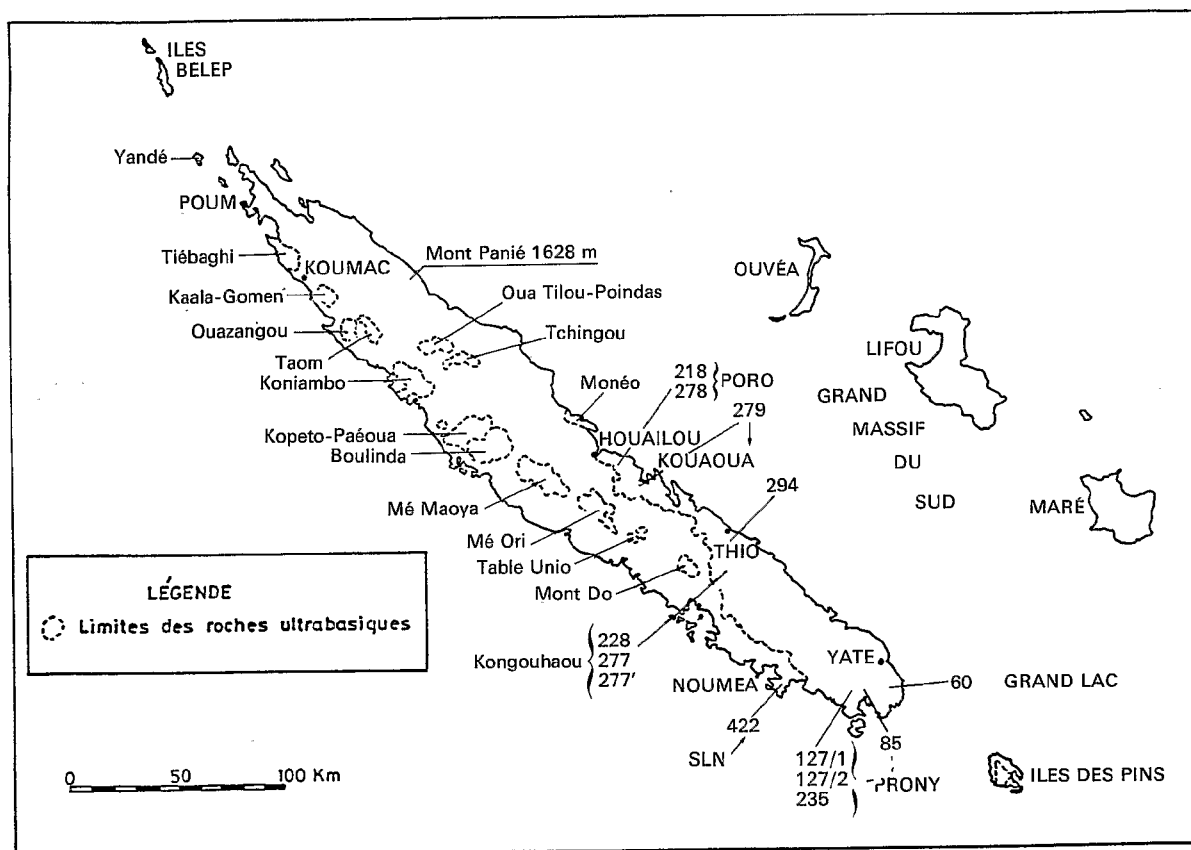 ILES
BELEP
Yandé
POUM
Tiébaghi
KOUMAC
Mont Panié 1628 m
OUVÉA
Kaala-Gomen
Oua Tilou-Poindas
Ouazangou
Tchingou
LIFOU
Taom
Koniambo
218
278
PORO
Monéo
GRAND
279
Kopeto-Paéoua
HOUAILOU
MASSIF
Boulinda
KOUAOUA
DU
294
SUD
MARÉ
Mé Maoya
Mé Ori
THIO
Table Unio
Mont Do
LÉGENDE
Limites des roches ultrabasiques
Kongouhaou
228
277
277'
YATE
NOUMEA
60
GRAND LAC
422
85
SLN
127/1
127/2
235
PRONY
ILES DES PINS
0 50 100 Km